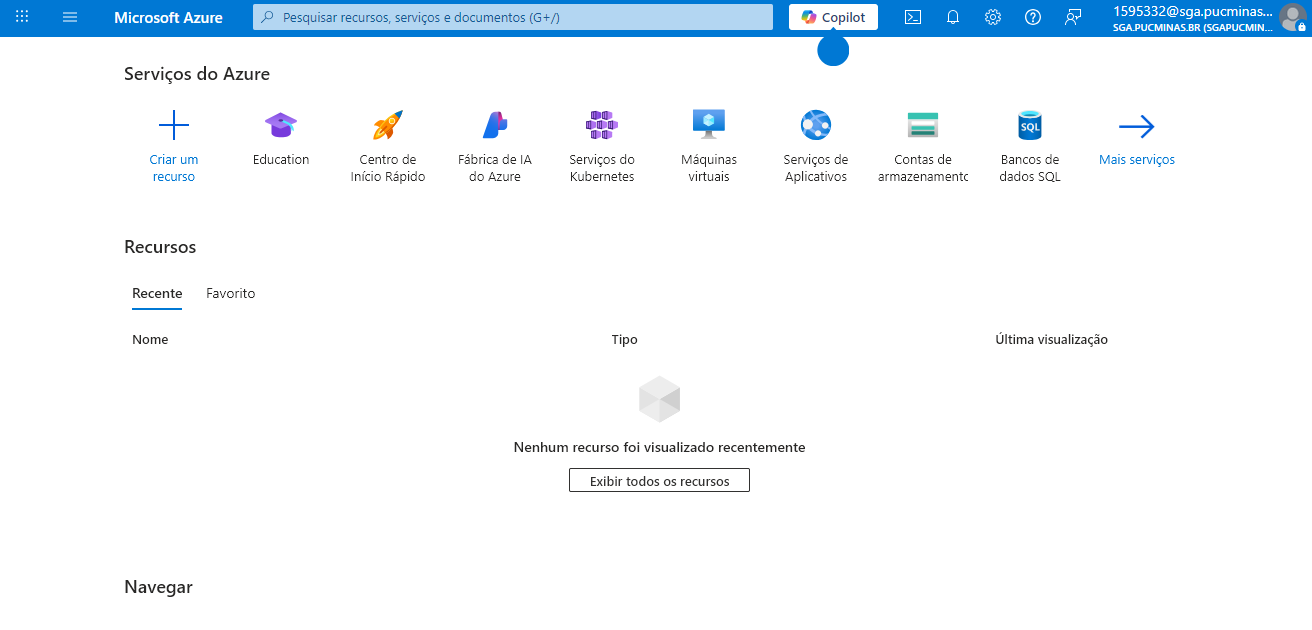 Microsoft Azure
Pesquisar recursos, serviços e documentos (G+/)
Copilot
1595332@sga.pucminas...
SGA.PUCMINAS.BR (SGAPUCMIN...
Serviços do Azure
Criar um
recurso
Education
Centro de
Início Rápido
Fábrica de IA
do Azure
Serviços do
Kubernetes
Máquinas
virtuais
Serviços de
Aplicativos
Contas de
armazenamento
SQL
Bancos de
dados SQL
Mais serviços
Recursos
Recente
Favorito
Nome
Tipo
Última visualização
Nenhum recurso foi visualizado recentemente
Exibir todos os recursos
Navegar